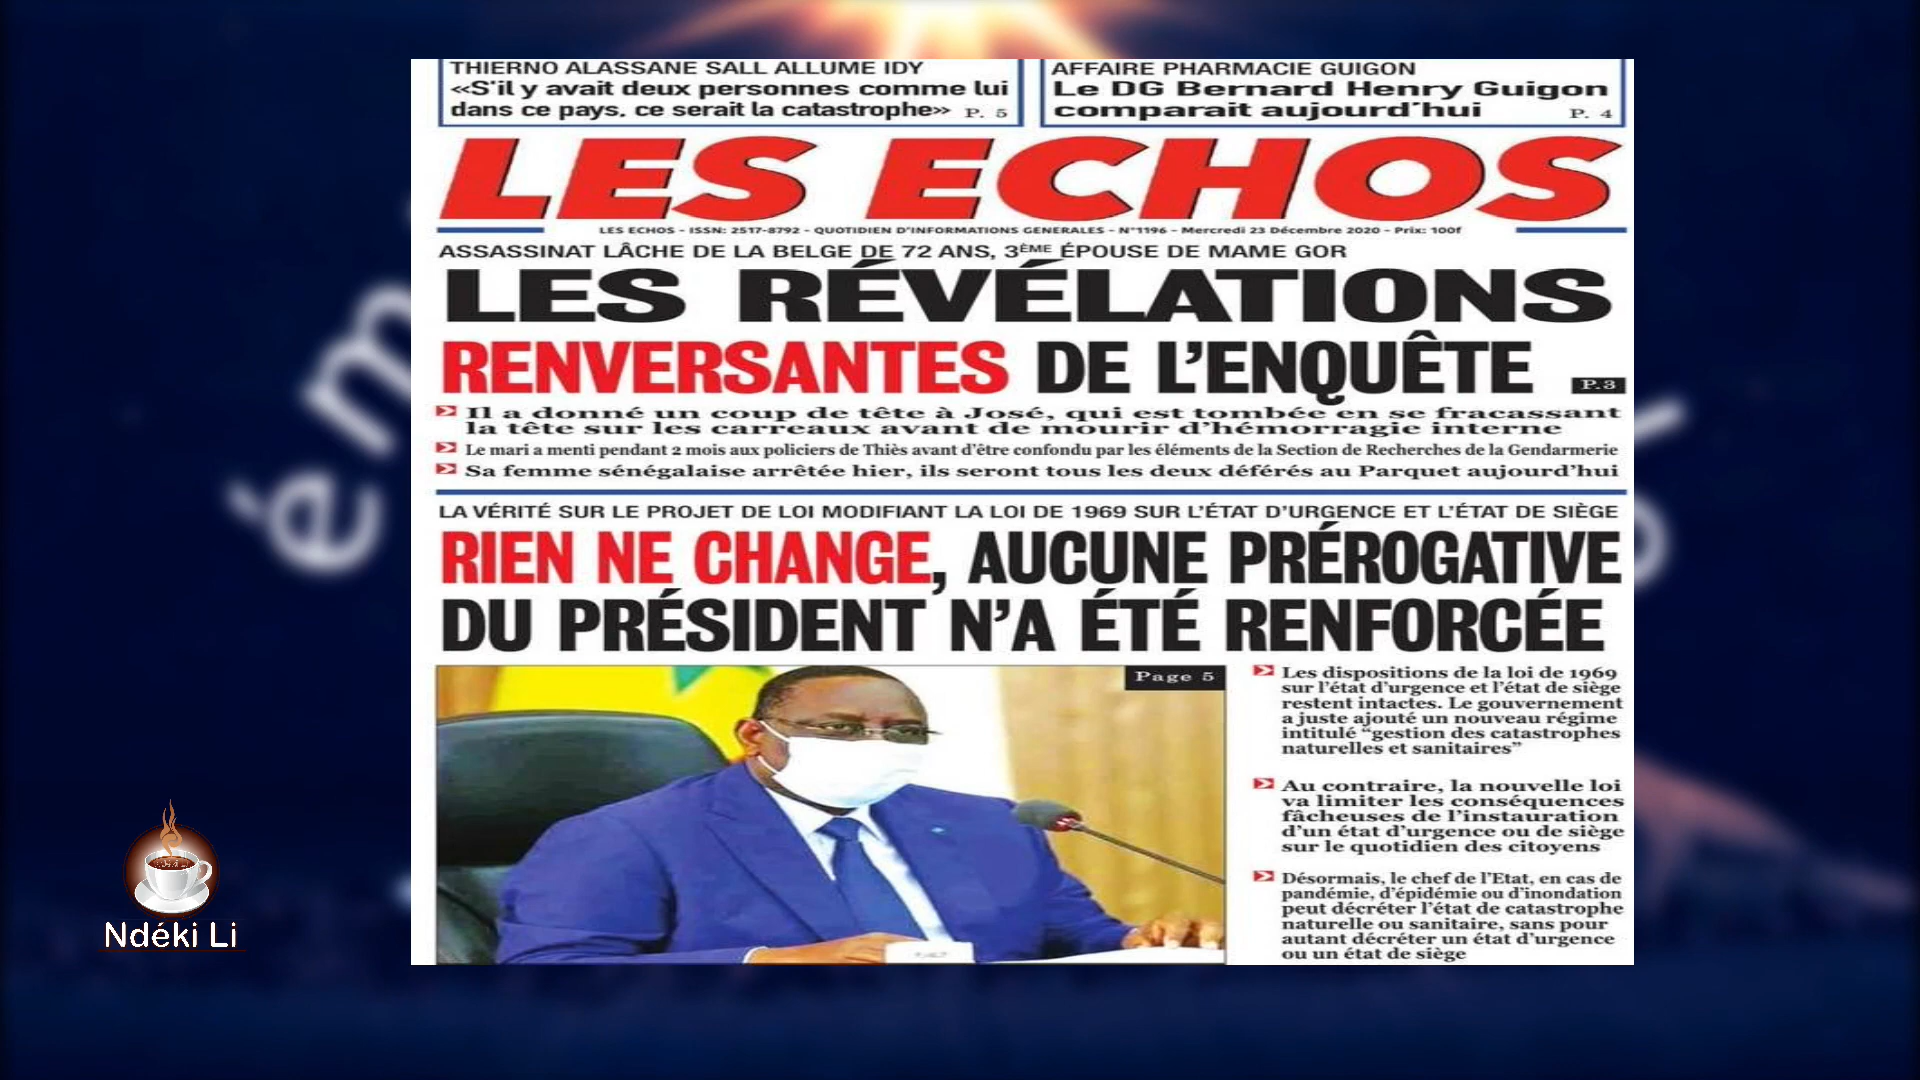 THIERNO ALASSANE SALL ALLUME IDY
«S'il y avait deux personnes comme lui
dans ce pays, ce serait la catastrophe» P. 5
AFFAIRE PHARMACIE GUIGON
Le DG Bernard Henry Guigon
comparait aujourd'hui P. 4
LES ECHOS
LES ECHOS - ISSN: 2517-8792 - QUOTIDIEN D'INFORMATIONS GENERALES - N°1196 - Mercredi 23 Décembre 2020 - Prix: 100f
ASSASSINAT LÂCHE DE LA BELGE DE 72 ANS, 3ÈME ÉPOUSE DE MAME GOR
LES RÉVÉLATIONS
RENVERSANTES DE L'ENQUÊTE P.3
Il a donné un coup de tête à José, qui est tombée en se fracassant
la tête sur les carreaux avant de mourir d'hémorragie interne
Le mari a menti pendant 2 mois aux policiers de Thiès avant d'être confondu par les éléments de la Section de Recherches de la Gendarmerie
Sa femme sénégalaise arrêtée hier, ils seront tous les deux déférés au Parquet aujourd'hui
LA VÉRITÉ SUR LE PROJET DE LOI MODIFIANT LA LOI DE 1969 SUR L'ÉTAT D'URGENCE ET L'ÉTAT DE SIÈGE
RIEN NE CHANGE, AUCUNE PRÉROGATIVE
DU PRÉSIDENT N'A ÉTÉ RENFORCÉE
Page 5
Les dispositions de la loi de 1969
sur l'état d'urgence et l'état de siège
restent intactes. Le gouvernement
a juste ajouté un nouveau régime
intitulé "gestion des catastrophes
naturelles et sanitaires"
Au contraire, la nouvelle loi
va limiter les conséquences
fâcheuses de l'instauration
d'un état d'urgence ou de siège
sur le quotidien des citoyens
Désormais, le chef de l'Etat, en cas de
pandémie, d'épidémie ou d'inondation
peut décréter l'état de catastrophe
naturelle ou sanitaire, sans pour
autant décréter un état d'urgence
ou un état de siège
Ndéki Li